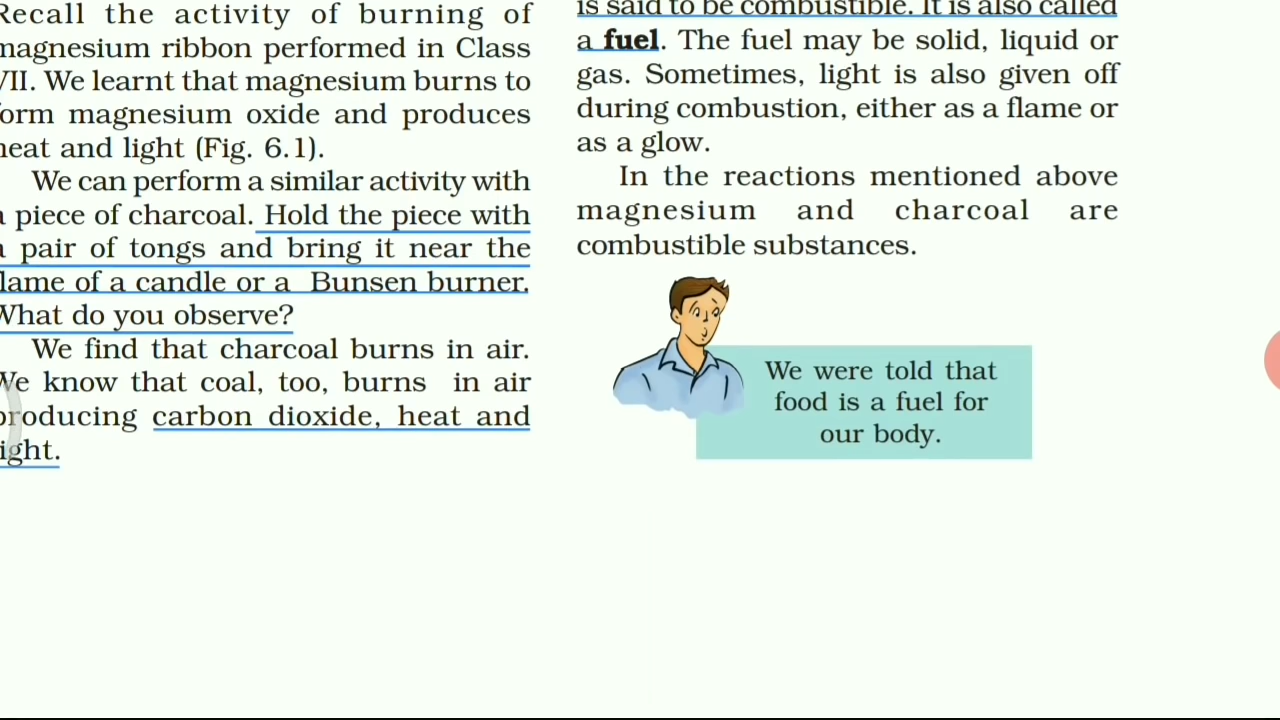 Recall the activity of burning of
magnesium ribbon performed in Class
VII. We learnt that magnesium burns to
form magnesium oxide and produces
heat and light (Fig. 6.1).
We can perform a similar activity with
a piece of charcoal. Hold the piece with
a pair of tongs and bring it near the
flame of a candle or a Bunsen burner.
What do you observe?
We find that charcoal burns in air.
We know that coal, too, burns in air
producing carbon dioxide, heat and
light.
is said to be combustible. It is also called
a fuel. The fuel may be solid, liquid or
gas. Sometimes, light is also given off
during combustion, either as a flame or
as a glow.
In the reactions mentioned above
magnesium and charcoal are
combustible substances.
We were told that
food is a fuel for
our body.